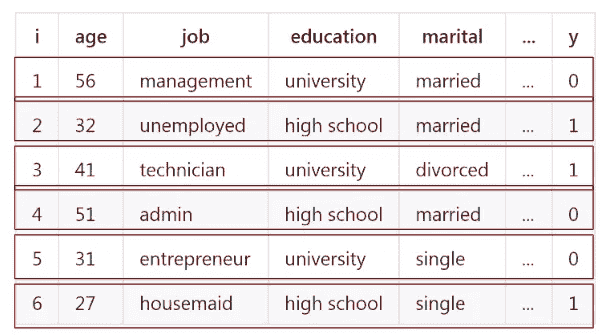 i age job education marital ... y
1 56 management university married ... 0
2 32 unemployed high school married ... 1
3 41 technician university divorced ... 1
4 51 admin high school married ... 0
5 31 entrepreneur university single ... 0
6 27 housemaid high school single ... 1